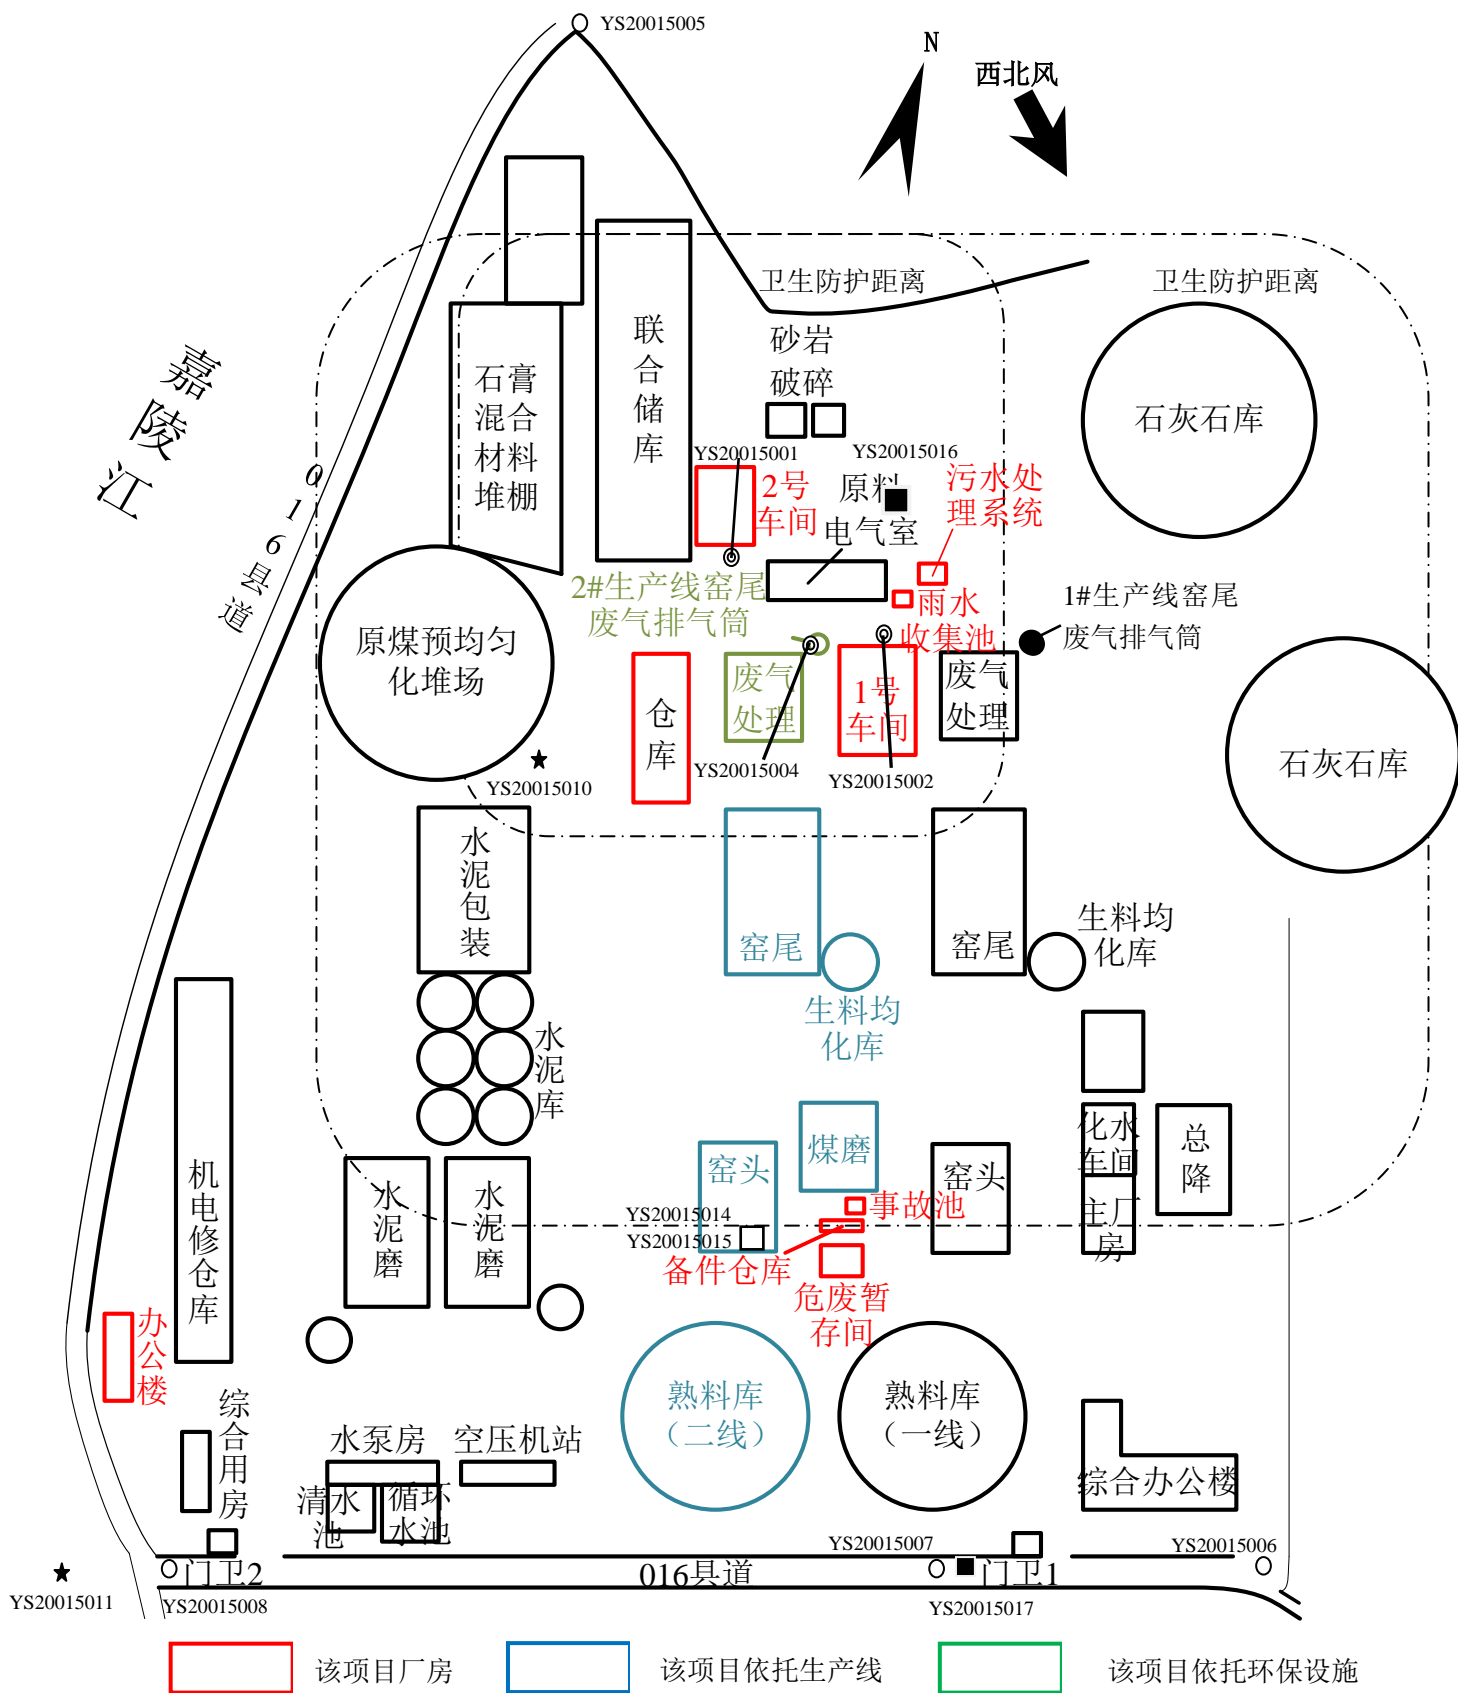 YS20015005
N
西北风
卫生防护距离
卫生防护距离
嘉陵江
016县道
石膏
混合
材料
堆棚
联合储库
砂岩
破碎
石灰石库
YS20015001
YS20015016
2号
车间
原料
电气室
污水处
理系统
2#生产线窑尾
废气排气筒
雨水
收集池
1#生产线窑尾
废气排气筒
原煤预均匀
化堆场
仓库
废气
处理
1号
车间
废气
处理
石灰石库
YS20015010
YS20015004
YS20015002
水泥包装
窑尾
窑尾
生料均
化库
生料均
化库
水泥库
机电修仓库
水泥磨
水泥磨
窑头
煤磨
窑头
化水
车间
总降
主厂
房
YS20015014
YS20015015
事故池
备件仓库
危废暂
存间
办公楼
综合用房
熟料库
（二线）
熟料库
（一线）
水泵房
空压机站
清水
池
循环
水池
综合办公楼
YS20015007
YS20015006
门卫2
016县道
门卫1
YS20015011
YS20015008
YS20015017
该项目厂房
该项目依托生产线
该项目依托环保设施